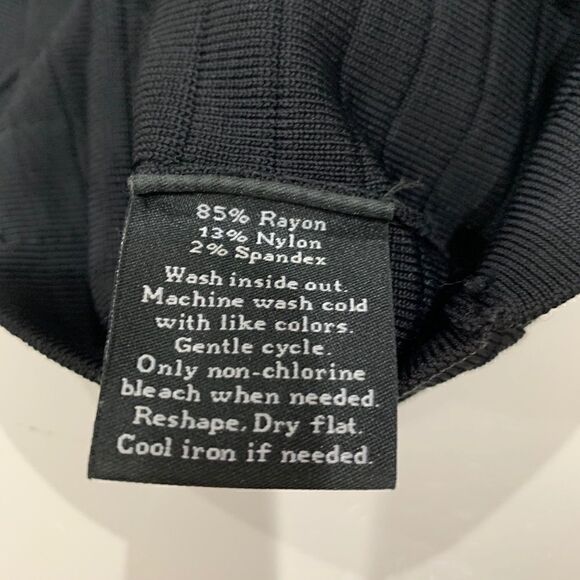 85% Rayon
13% Nylon
2% Spandex
Wash inside out.
Machine wash cold
with like colors.
Gentle cycle.
Only non-chlorine
bleach when needed.
Reshape. Dry flat.
Cool iron if needed.